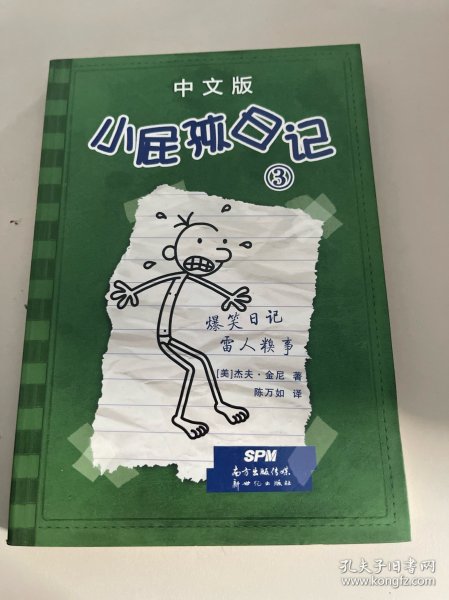 中文版
小屁孩日记
③
爆笑日记
雷人糗事
[美]杰夫·金尼 著
陈万如 译
SPM
南方出版传媒
新世纪出版社
孔夫子旧书网
www.kongfz.com